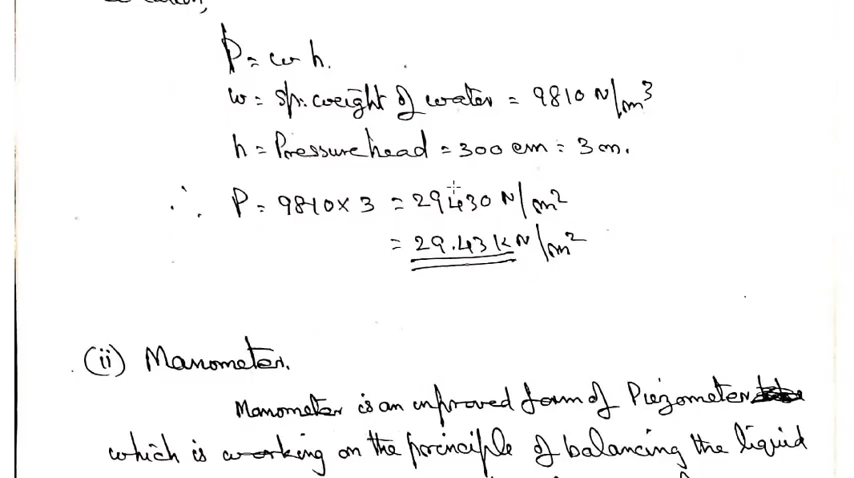 P = w h.
w = sp. weight of water = 9810 N/m³
h = Pressure head = 300 cm = 3 m.
∴ P = 9810 × 3 = 29430 N/m²
= 29.43 KN/m²
(ii) Manometer.
Manometer is an improved form of Piezometer
which is working on the principle of balancing the liquid